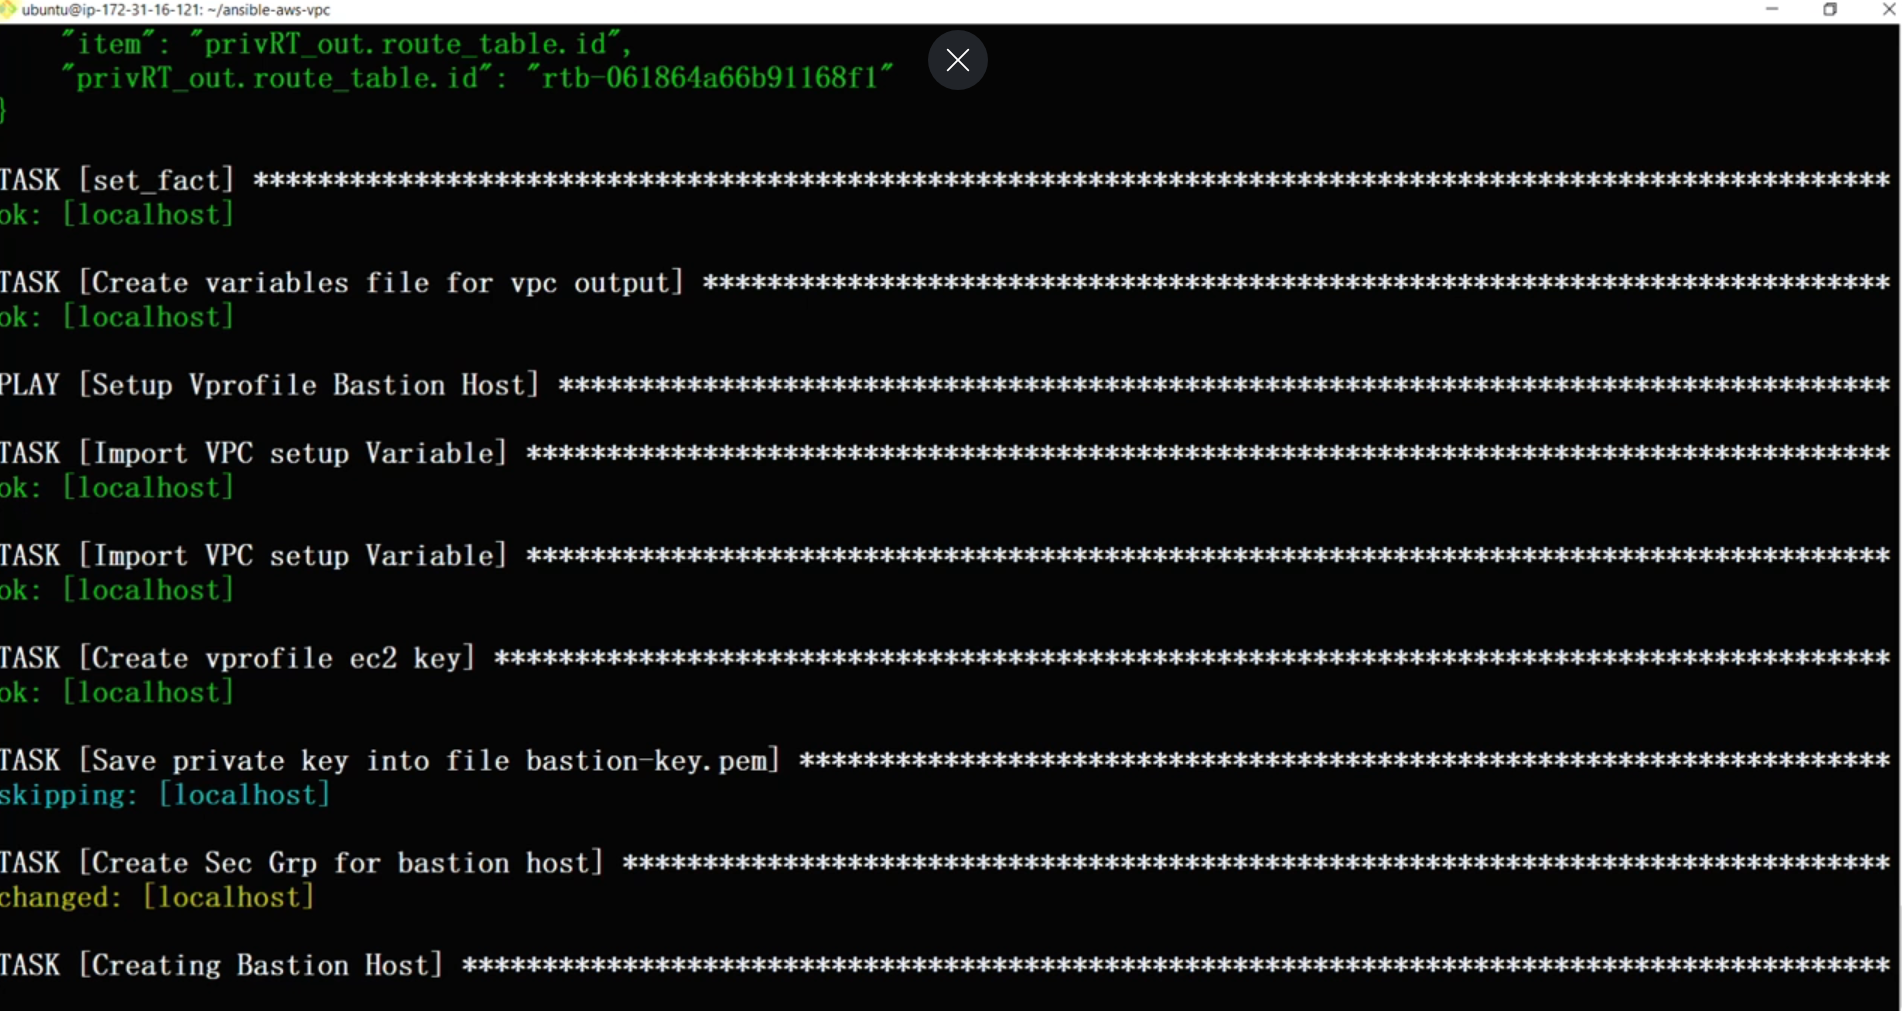 ubuntu@ip-172-31-16-121: ~/ansible-aws-vpc
"item": "privRT_out.route_table.id",
"privRT_out.route_table.id": "rtb-061864a66b91168f1"
}
TASK [set_fact] ******************************************************************************************************
ok: [localhost]
TASK [Create variables file for vpc output] **************************************************************************
ok: [localhost]
PLAY [Setup Vprofile Bastion Host] ***********************************************************************************
TASK [Import VPC setup Variable] *************************************************************************************
ok: [localhost]
TASK [Import VPC setup Variable] *************************************************************************************
ok: [localhost]
TASK [Create vprofile ec2 key] ***************************************************************************************
ok: [localhost]
TASK [Save private key into file bastion-key.pem] ********************************************************************
skipping: [localhost]
TASK [Create Sec Grp for bastion host] *******************************************************************************
changed: [localhost]
TASK [Creating Bastion Host] *****************************************************************************************